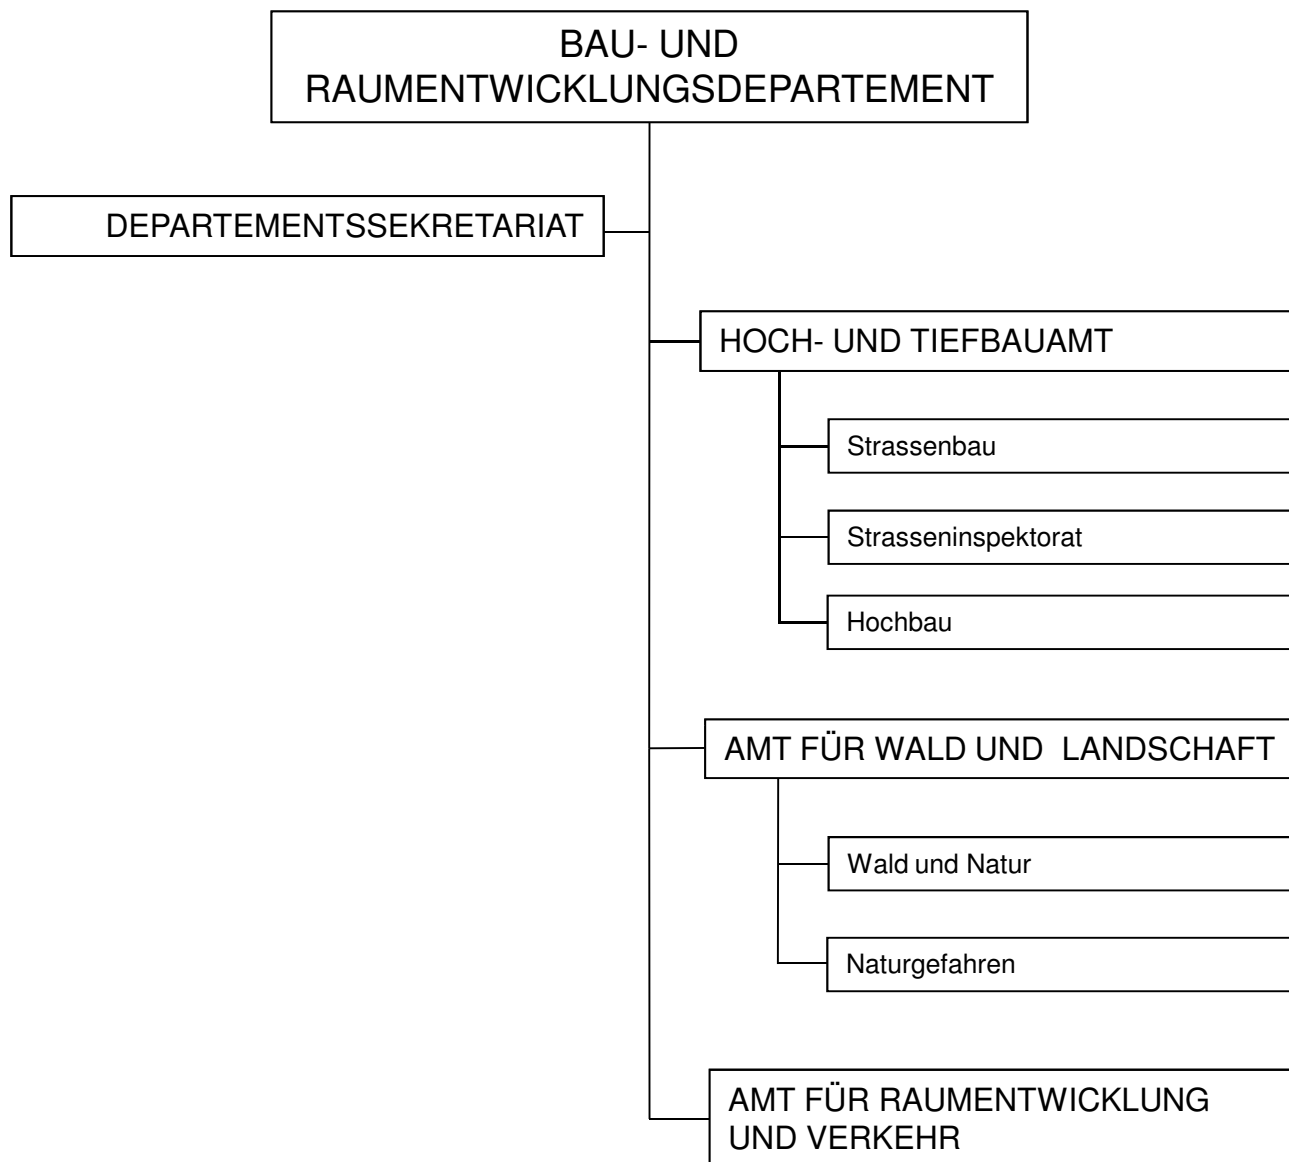 BAU- UND
RAUMENTWICKLUNGSDEPARTEMENT
DEPARTEMENTSSEKRETARIAT
HOCH- UND TIEFBAUAMT
Strassenbau
Strasseninspektorat
Hochbau
AMT FÜR WALD UND LANDSCHAFT
Wald und Natur
Naturgefahren
AMT FÜR RAUMENTWICKLUNG
UND VERKEHR